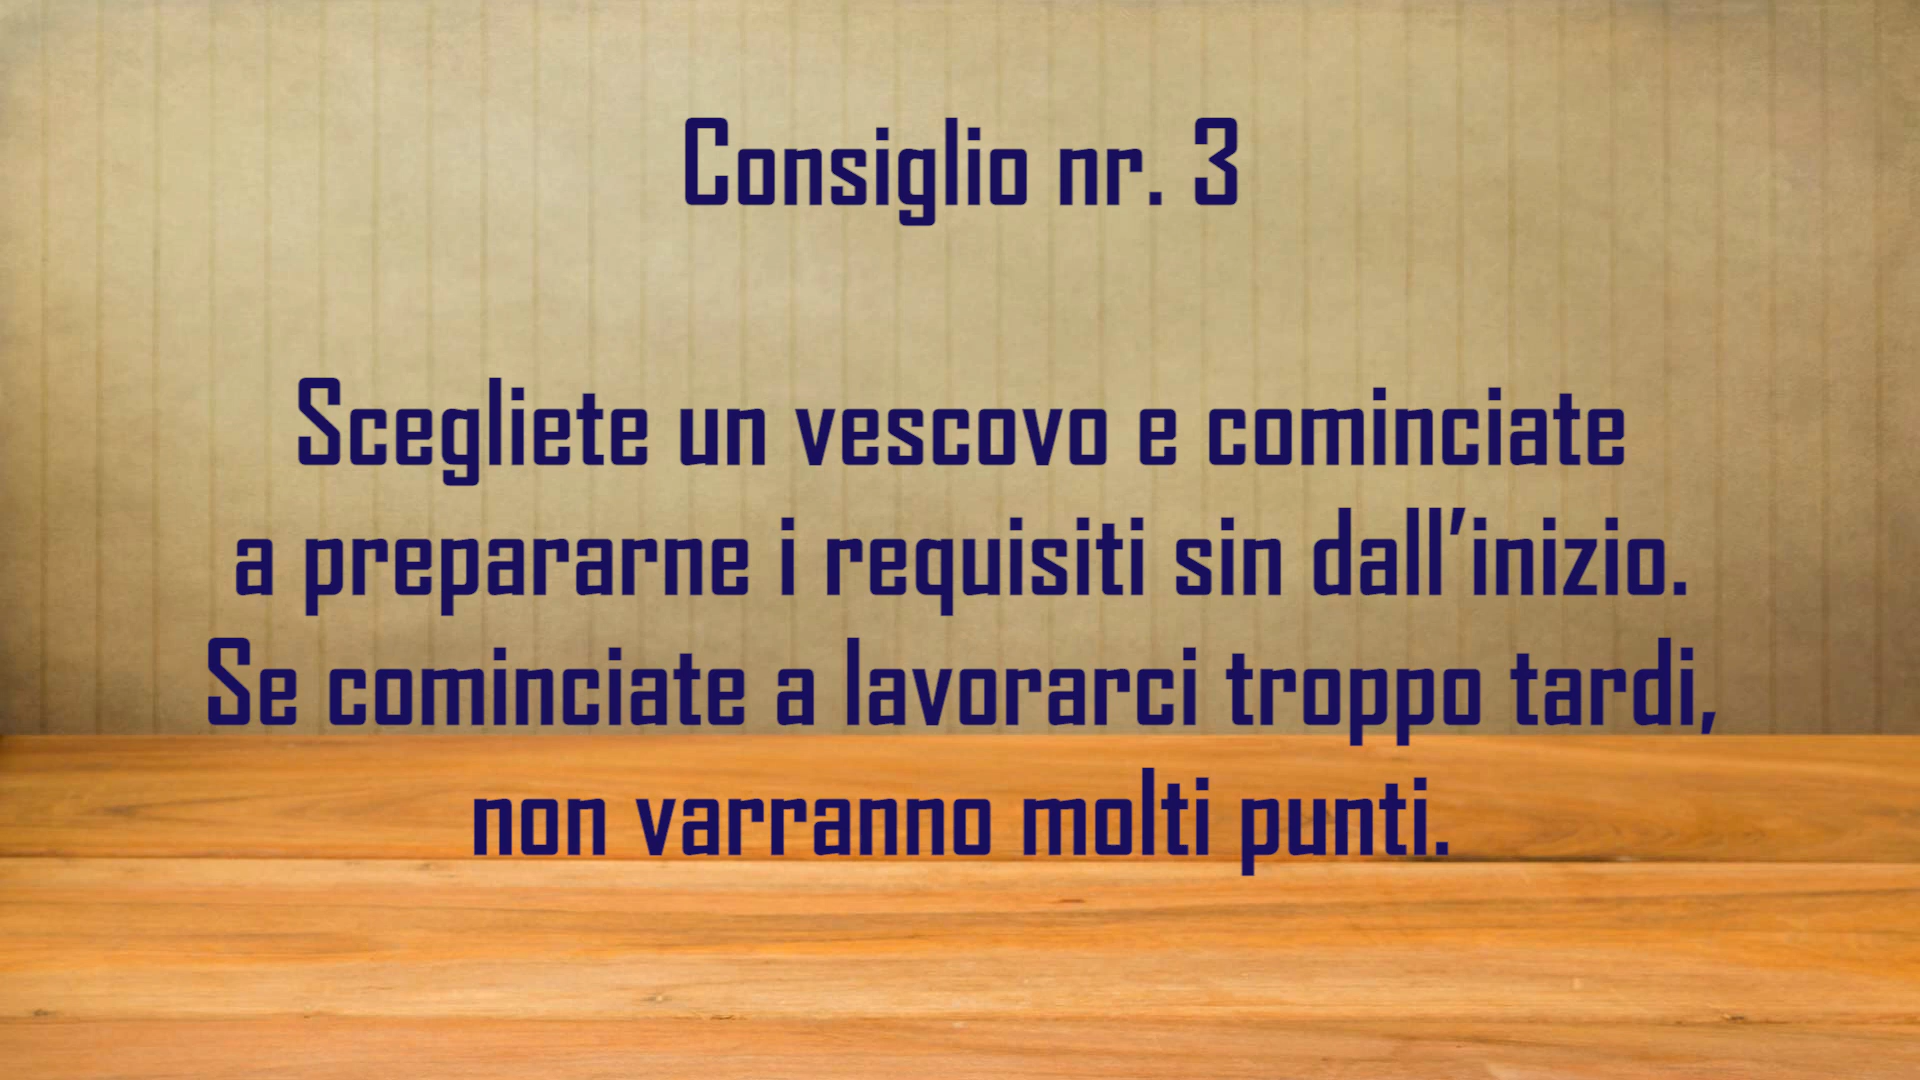 Consiglio nr. 3
Scegliete un vescovo e cominciate
a prepararne i requisiti sin dall'inizio.
Se cominciate a lavorarci troppo tardi,
non varranno molti punti.